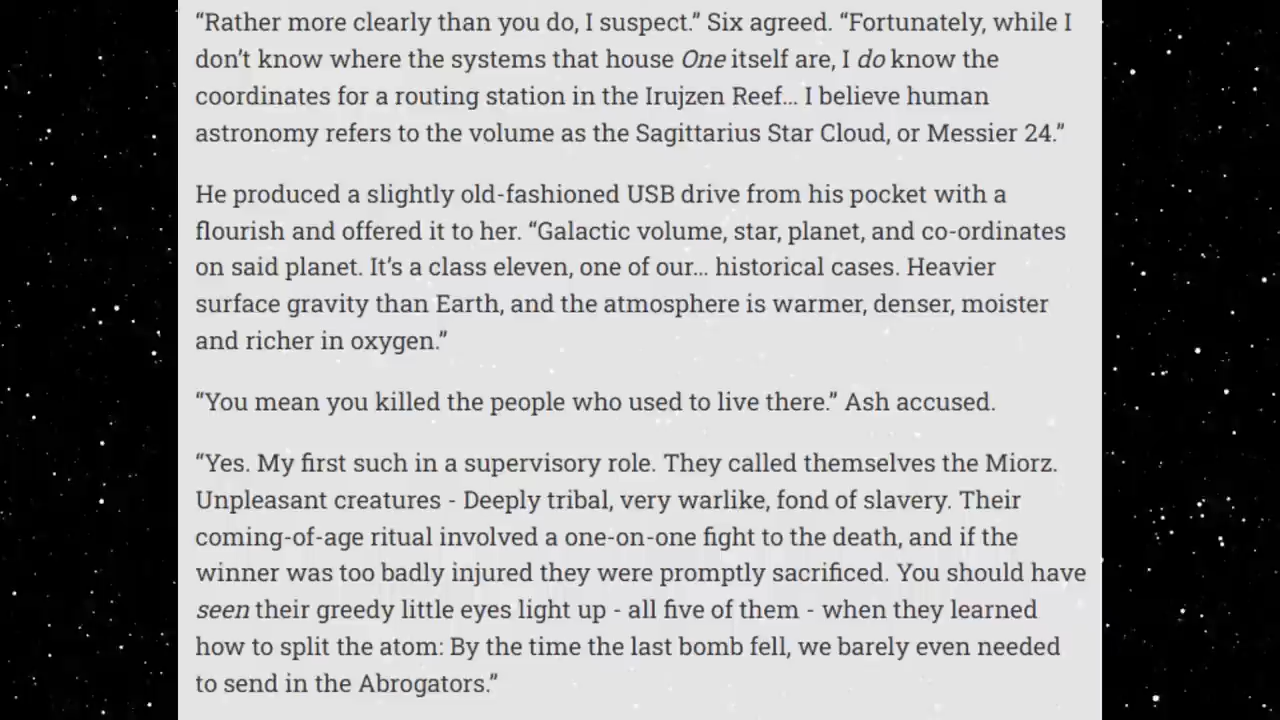 “Rather more clearly than you do, I suspect.” Six agreed. “Fortunately, while I
don’t know where the systems that house One itself are, I do know the
coordinates for a routing station in the Irujzen Reef... I believe human
astronomy refers to the volume as the Sagittarius Star Cloud, or Messier 24.”
He produced a slightly old-fashioned USB drive from his pocket with a
flourish and offered it to her. “Galactic volume, star, planet, and co-ordinates
on said planet. It’s a class eleven, one of our... historical cases. Heavier
surface gravity than Earth, and the atmosphere is warmer, denser, moister
and richer in oxygen.”
“You mean you killed the people who used to live there.” Ash accused.
“Yes. My first such in a supervisory role. They called themselves the Miorz.
Unpleasant creatures - Deeply tribal, very warlike, fond of slavery. Their
coming-of-age ritual involved a one-on-one fight to the death, and if the
winner was too badly injured they were promptly sacrificed. You should have
seen their greedy little eyes light up - all five of them - when they learned
how to split the atom: By the time the last bomb fell, we barely even needed
to send in the Abrogators.”